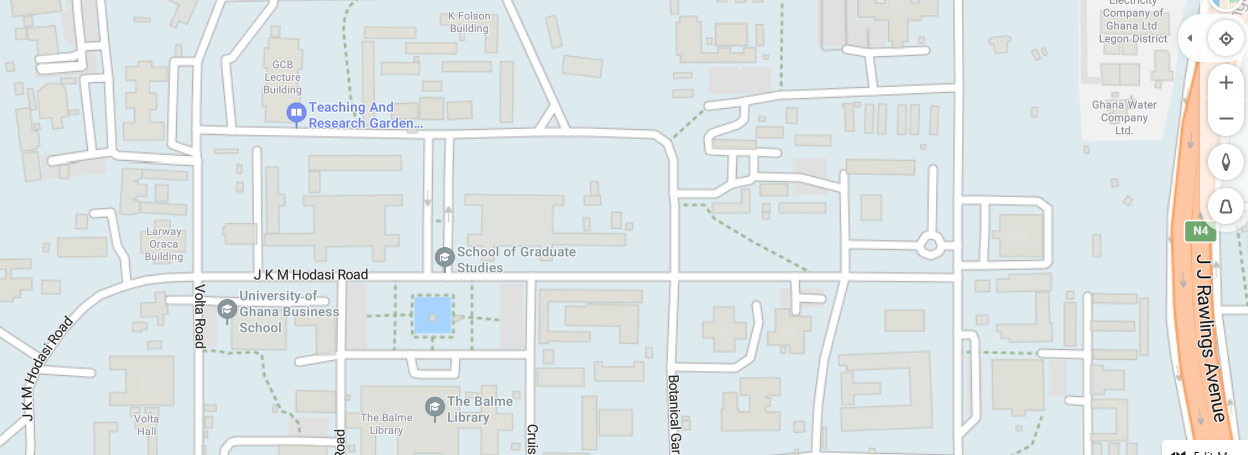 Electricity
Company of
Ghana Ltd.
Legon District
K Folson
Building
GCB
Lecture
Building
Teaching And
Research Garden...
Ghana Water
Company
Ltd.
Larway
Oraca
Building
N4
School of Graduate
Studies
J K M Hodasi Road
University of
Ghana Business
School
Volta Road
J J Rawlings Avenue
J K M Hodasi Road
The Balme
Library
The Balme
Library
Volta
Hall
Botanical Gar
Cruis